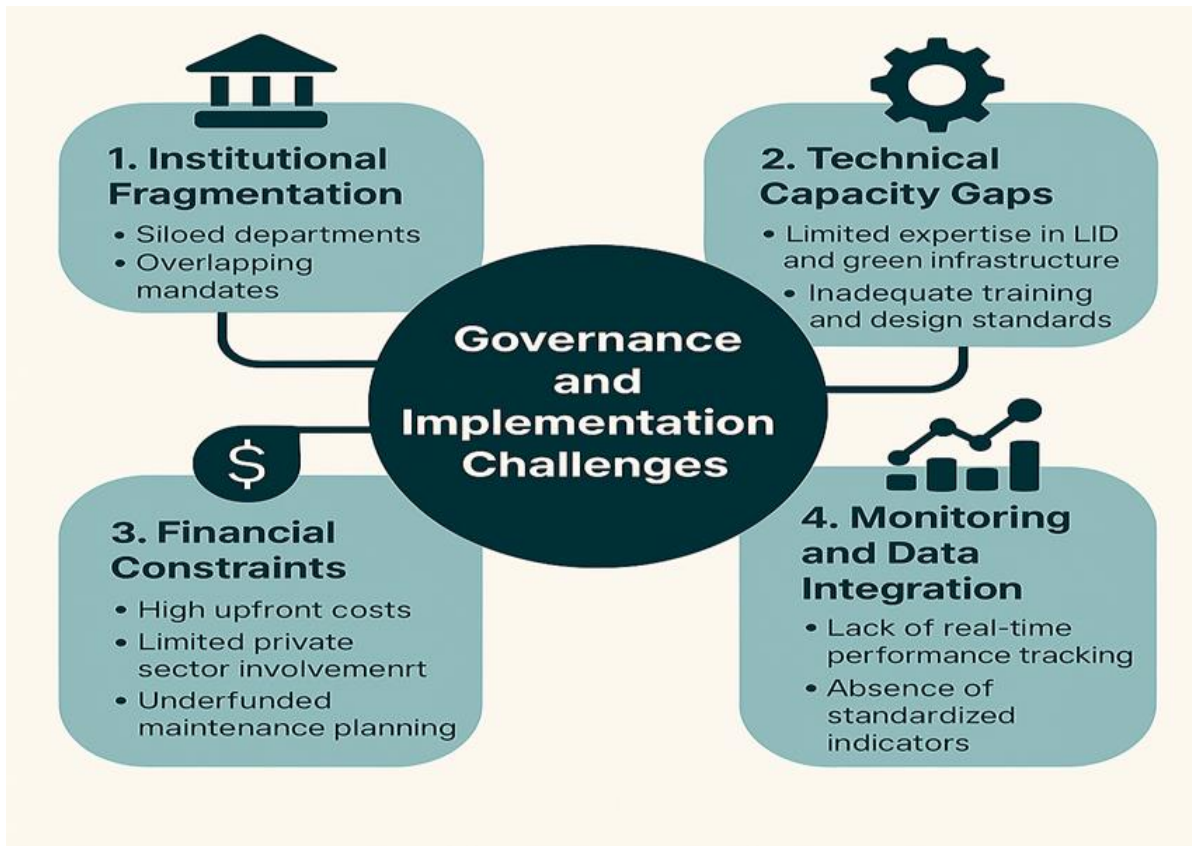 1. Institutional
Fragmentation
• Siloed departments
• Overlapping
mandates
2. Technical
Capacity Gaps
• Limited expertise in LID
and green infrastructure
• Inadequate training
and design standards
Governance
and
Implementation
Challenges
$
3. Financial
Constraints
• High upfront costs
• Limited private
sector involvemenrt
• Underfunded
maintenance planning
4. Monitoring
and Data
Integration
• Lack of real-time
performance tracking
• Absence of
standardized
indicators